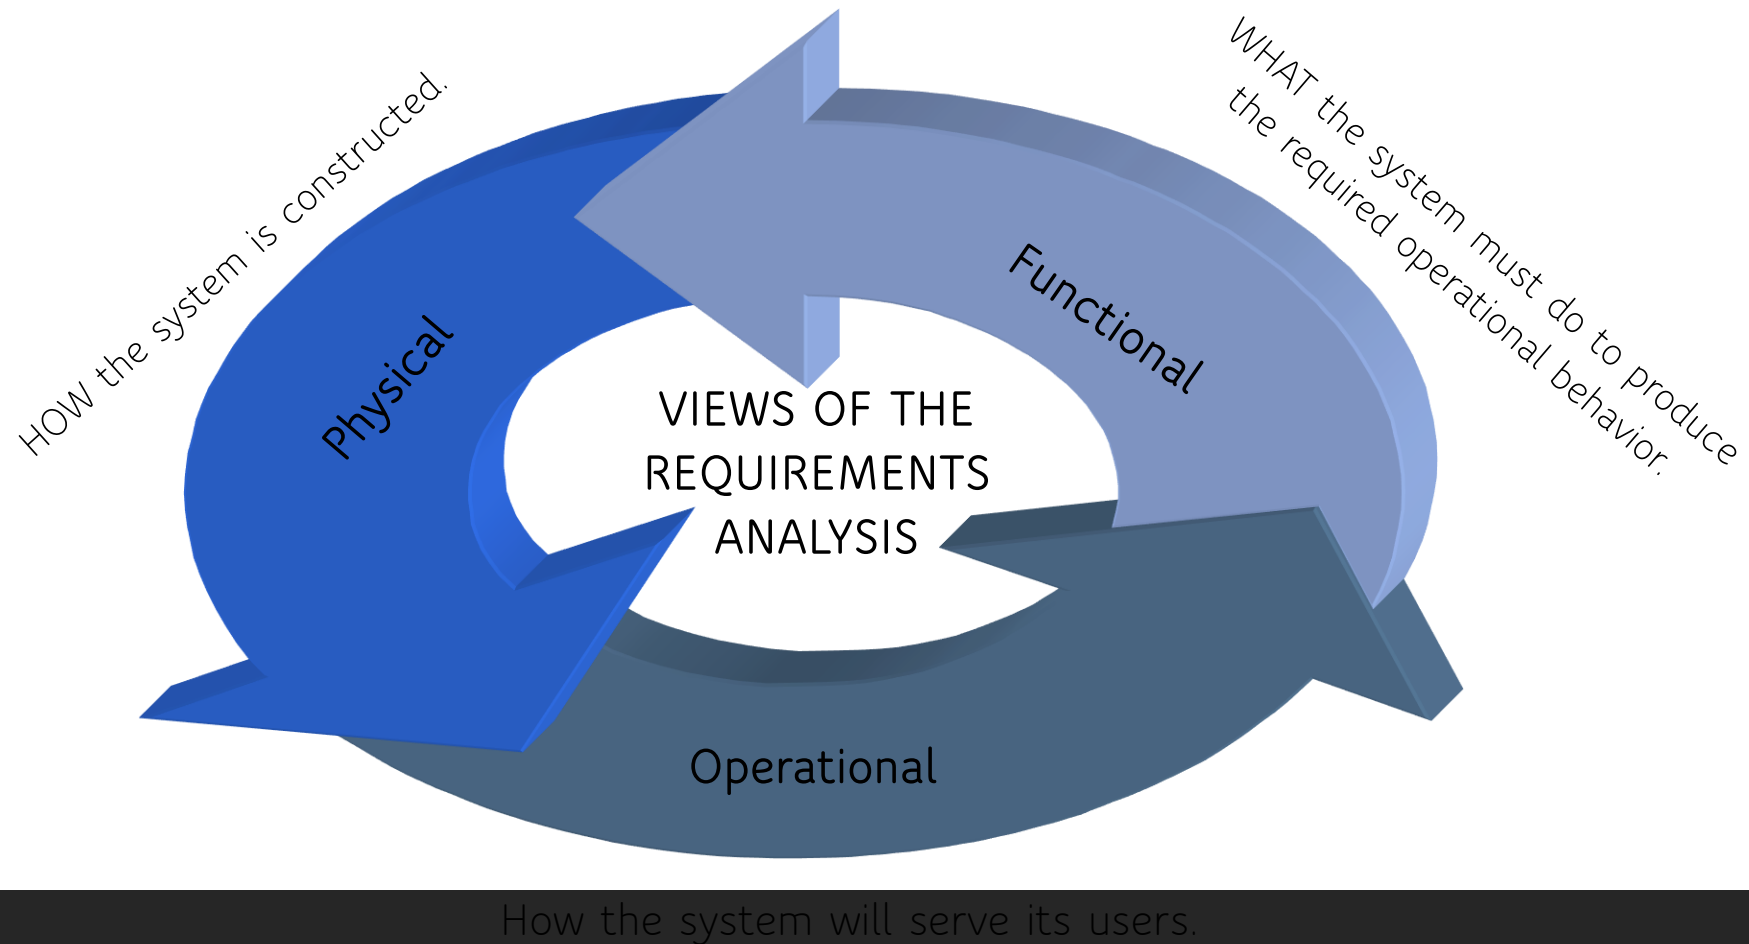 HOW the system is constructed.
WHAT the system must do to produce
the required operational behavior.
Physical
Functional
VIEWS OF THE
REQUIREMENTS
ANALYSIS
Operational
How the system will serve its users.